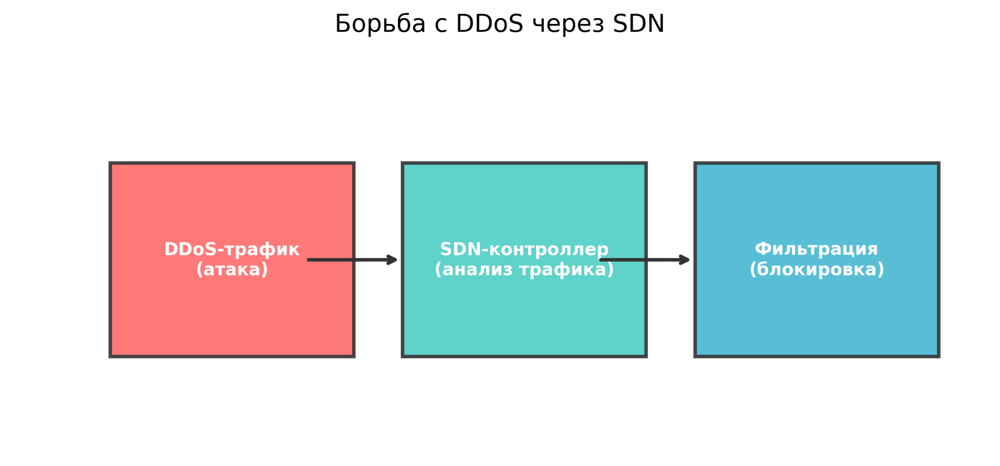 Борьба с DDoS через SDN
DDoS-трафик
(атака)
SDN-контроллер
(анализ трафика)
Фильтрация
(блокировка)